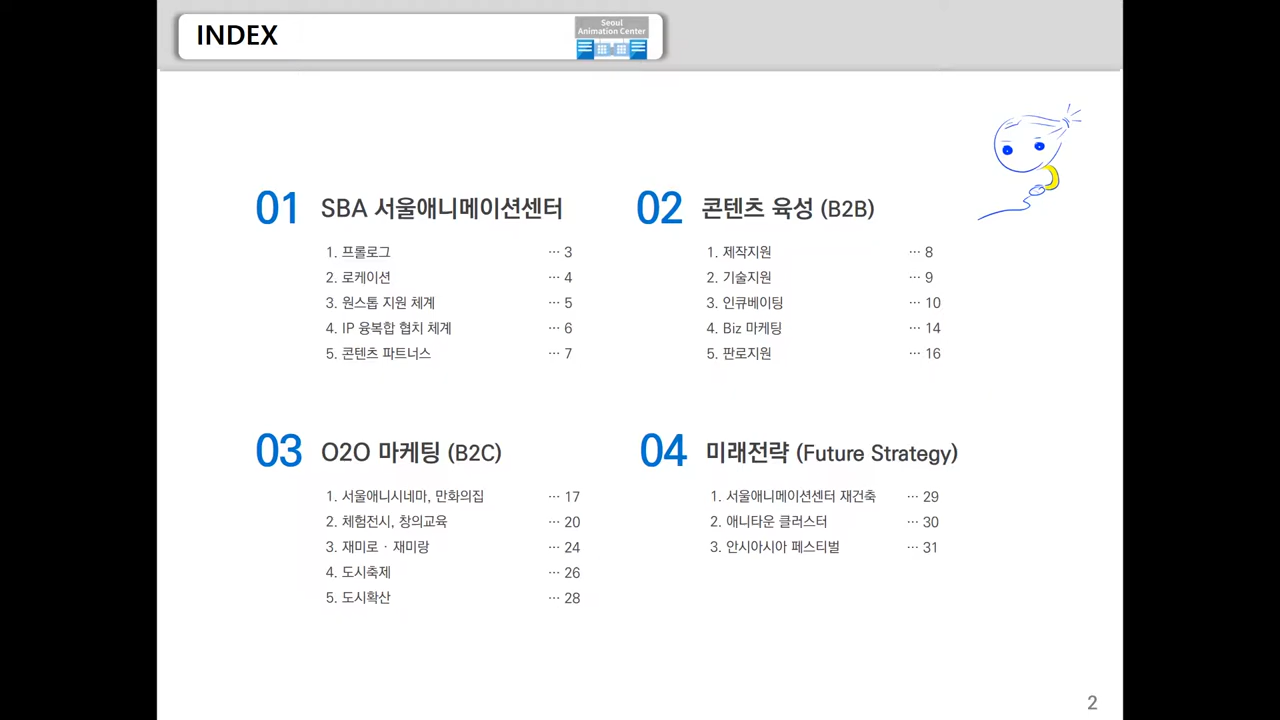 INDEX
Seoul
Animation Center
01 SBA 서울애니메이션센터
1. 프롤로그 ··· 3
2. 로케이션 ··· 4
3. 원스톱 지원 체계 ··· 5
4. IP 융복합 협치 체계 ··· 6
5. 콘텐츠 파트너스 ··· 7
02 콘텐츠 육성 (B2B)
1. 제작지원 ··· 8
2. 기술지원 ··· 9
3. 인큐베이팅 ··· 10
4. Biz 마케팅 ··· 14
5. 판로지원 ··· 16
03 O2O 마케팅 (B2C)
1. 서울애니시네마, 만화의집 ··· 17
2. 체험전시, 창의교육 ··· 20
3. 재미로 · 재미랑 ··· 24
4. 도시축제 ··· 26
5. 도시확산 ··· 28
04 미래전략 (Future Strategy)
1. 서울애니메이션센터 재건축 ··· 29
2. 애니타운 클러스터 ··· 30
3. 안시아시아 페스티벌 ··· 31
2